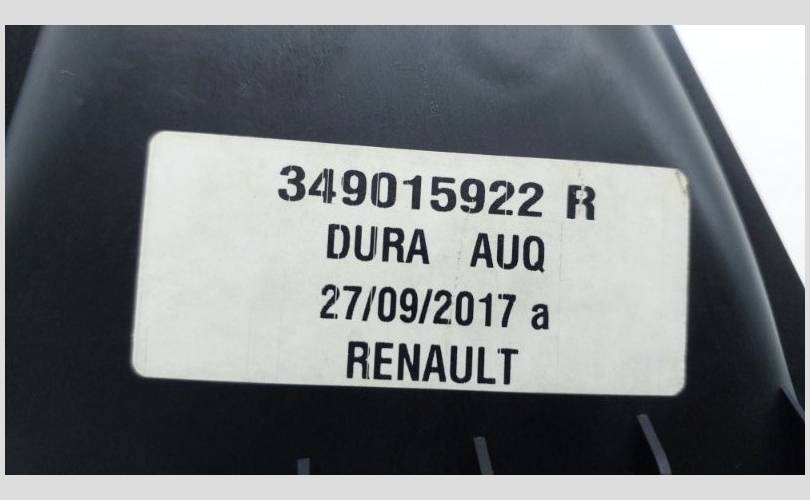 349015922 R
DURA AUQ
27/09/2017 a
RENAULT